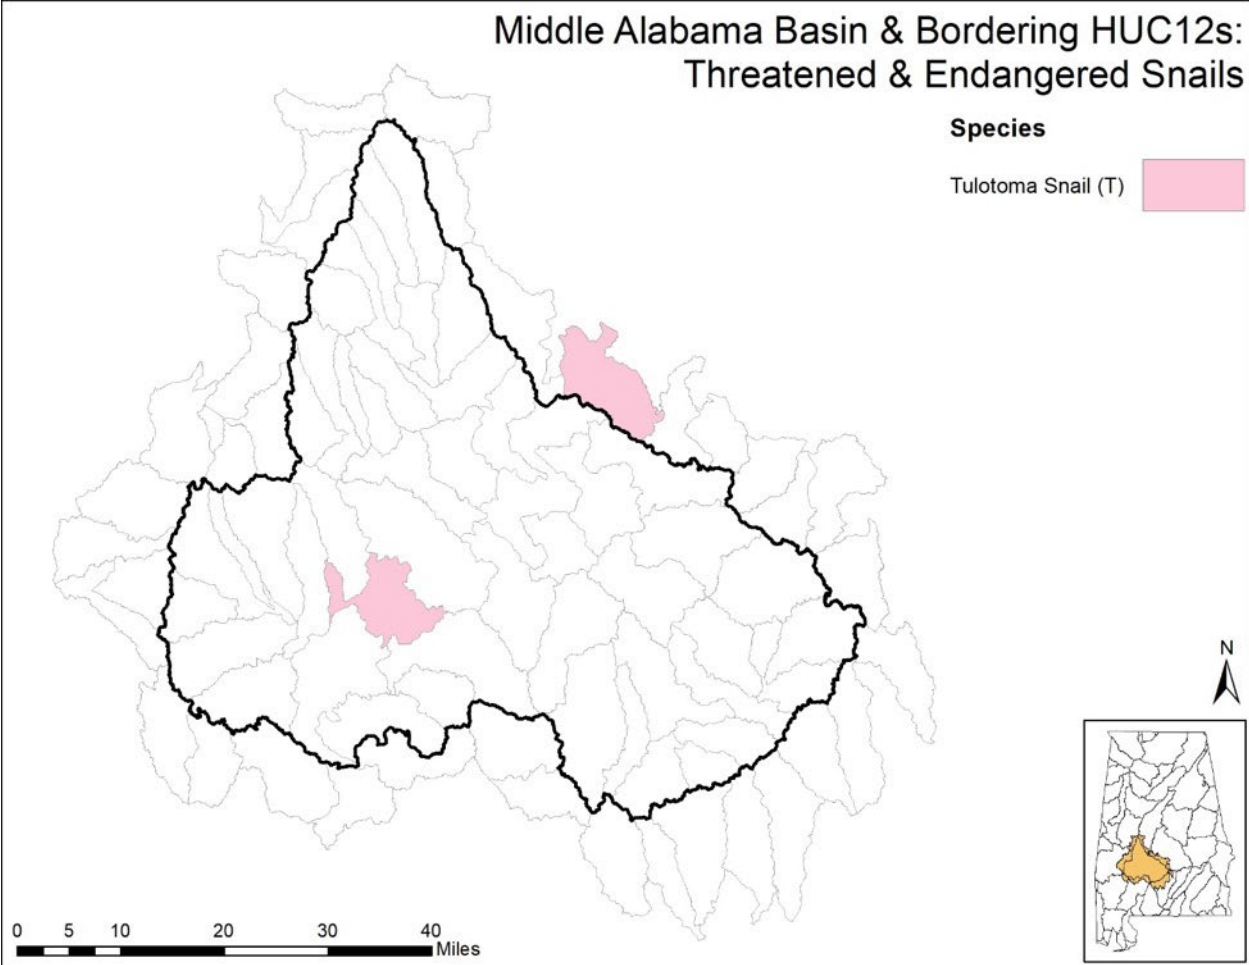 Middle Alabama Basin & Bordering HUC12s:
Threatened & Endangered Snails
Species
Tulotoma Snail (T)
N
0 5 10 20 30 40
Miles